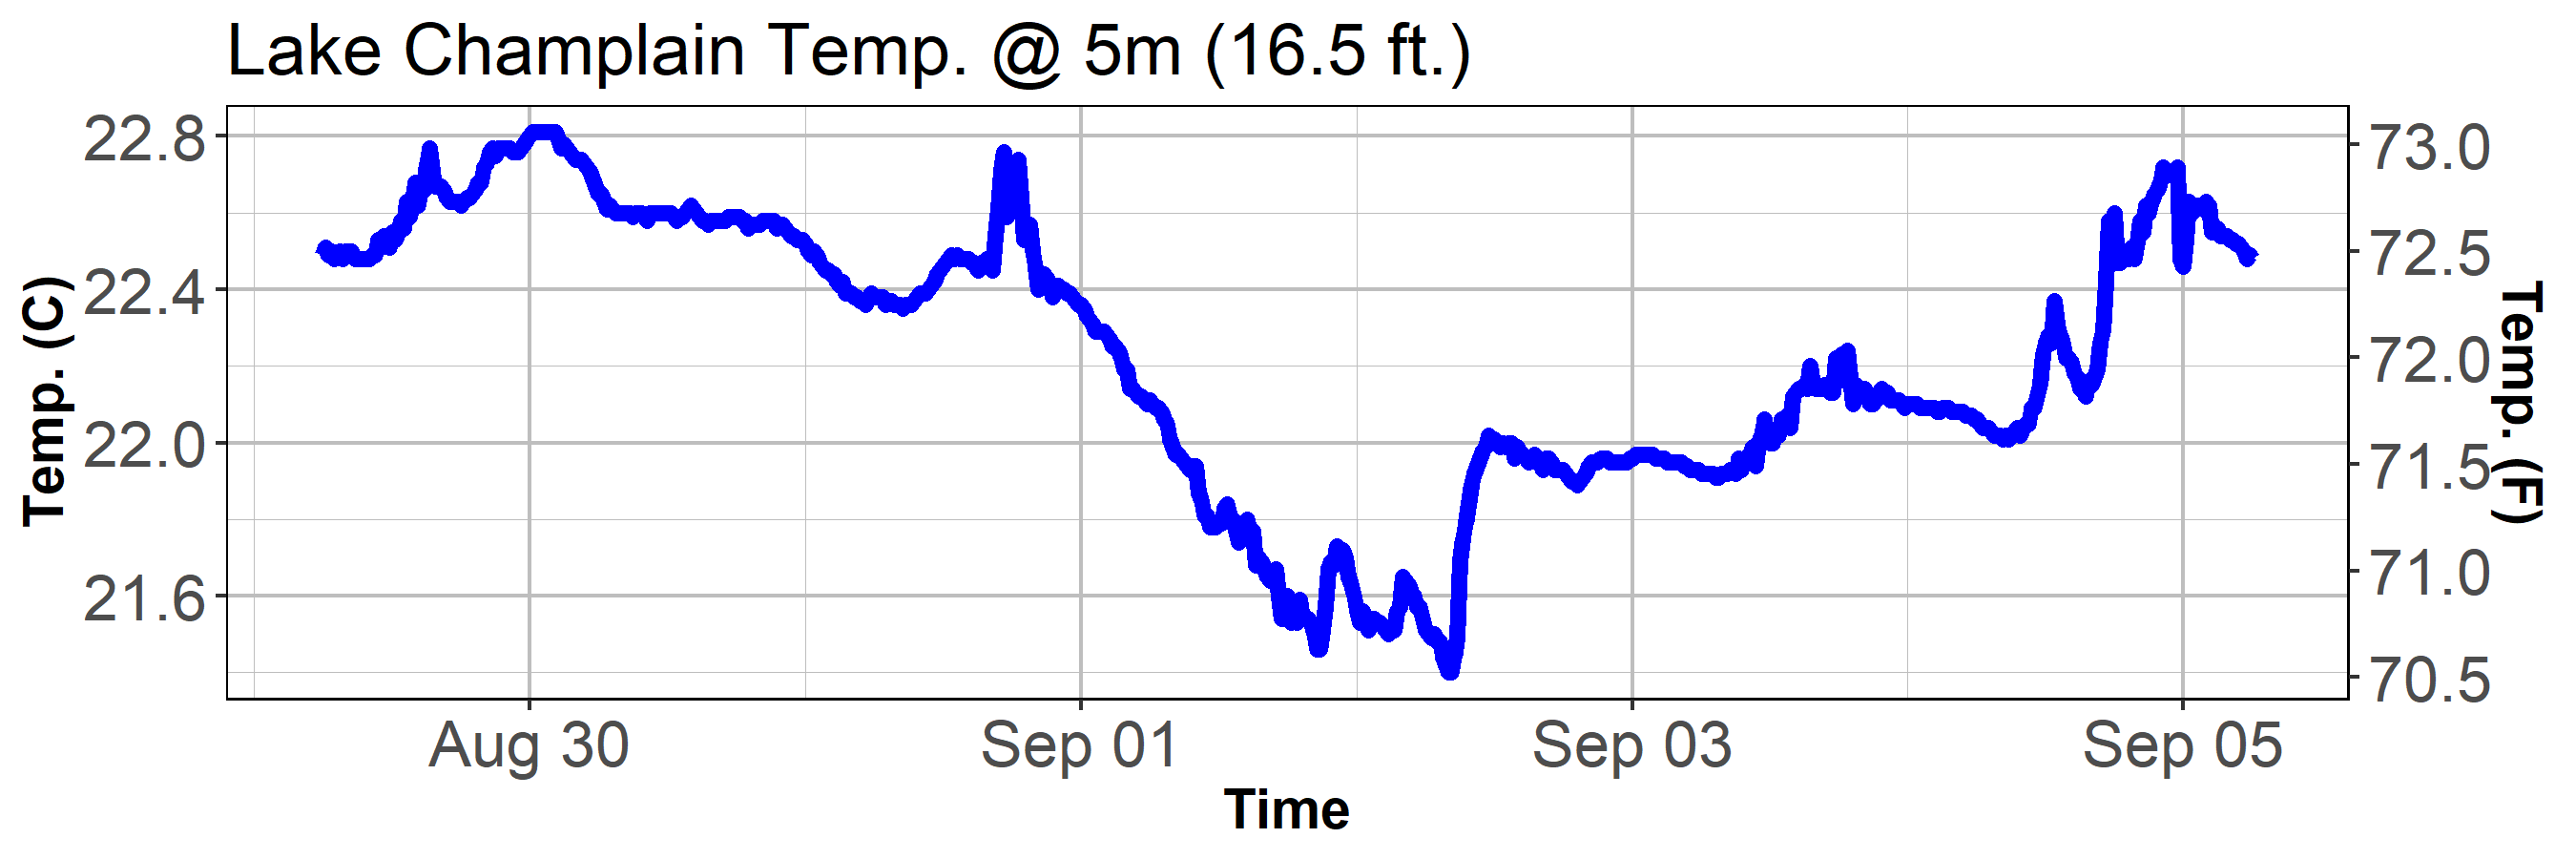 Lake Champlain Temp. @ 5m (16.5 ft.)
22.8
22.4
22.0
21.6
Temp. (C)
73.0
72.5
72.0
71.5
71.0
70.5
Temp. (F)
Aug 30
Sep 01
Sep 03
Sep 05
Time